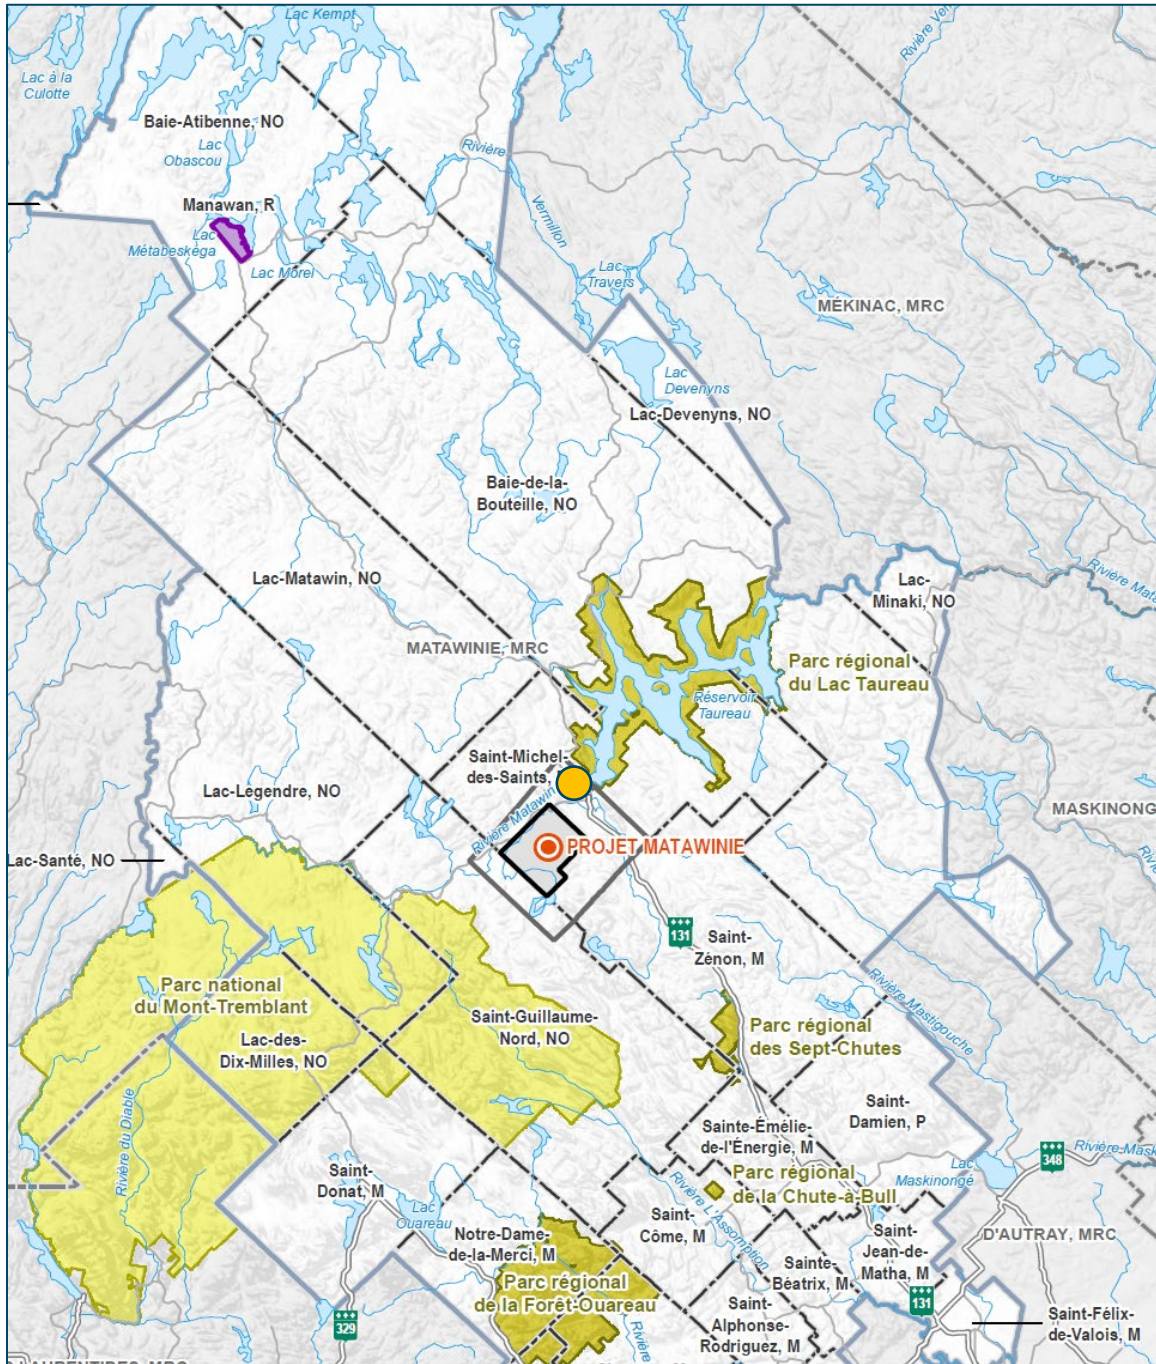 Lac Kempt
Lac à la
Culotte
Rivière
Baie-Atibenne, NO
Lac
Obascou
Rivière
Manawan, R
Lac
Métabeskéga
Lac Morel
Vermillon
Lac
Travers
MÉKINAC, MRC
Lac
Devenyns
Lac-Devenyns, NO
Baie-de-la-
Bouteille, NO
Lac-Matawin, NO
Lac-
Minaki, NO
Rivière
MATAWINIE, MRC
Parc régional
du Lac Taureau
Réservoir
Taureau
Saint-Michel-
des-Saints,
Lac-Légendre, NO
Rivière Matawin
MASKINONG
PROJET MATAWINIE
Lac-Santé, NO
131
Saint-
Zénon, M
Parc national
du Mont-Tremblant
Rivière Mastigouche
Saint-Guillaume-
Nord, NO
Parc régional
des Sept-Chutes
Lac-des-
Dix-Milles, NO
Rivière du Diable
Saint-
Damien, P
Sainte-Émélie-
de-l'Énergie, M
348
Rivière Mask
Saint-
Donat, M
Parc régional
de la Chute-à-Bull
Lac
Maskinongé
Rivière L'Assomption
Lac
Ouareau
Saint-
Côme, M
Notre-Dame-
de-la-Merci, M
Saint-
Jean-de-
Matha, M
D'AUTRAY, MRC
Sainte-
Béatrix, M
Parc régional
de la Forêt-Ouareau
131
Saint-
Alphonse-
Rodriguez, M
Saint-Félix-
de-Valois, M
329
Rivière